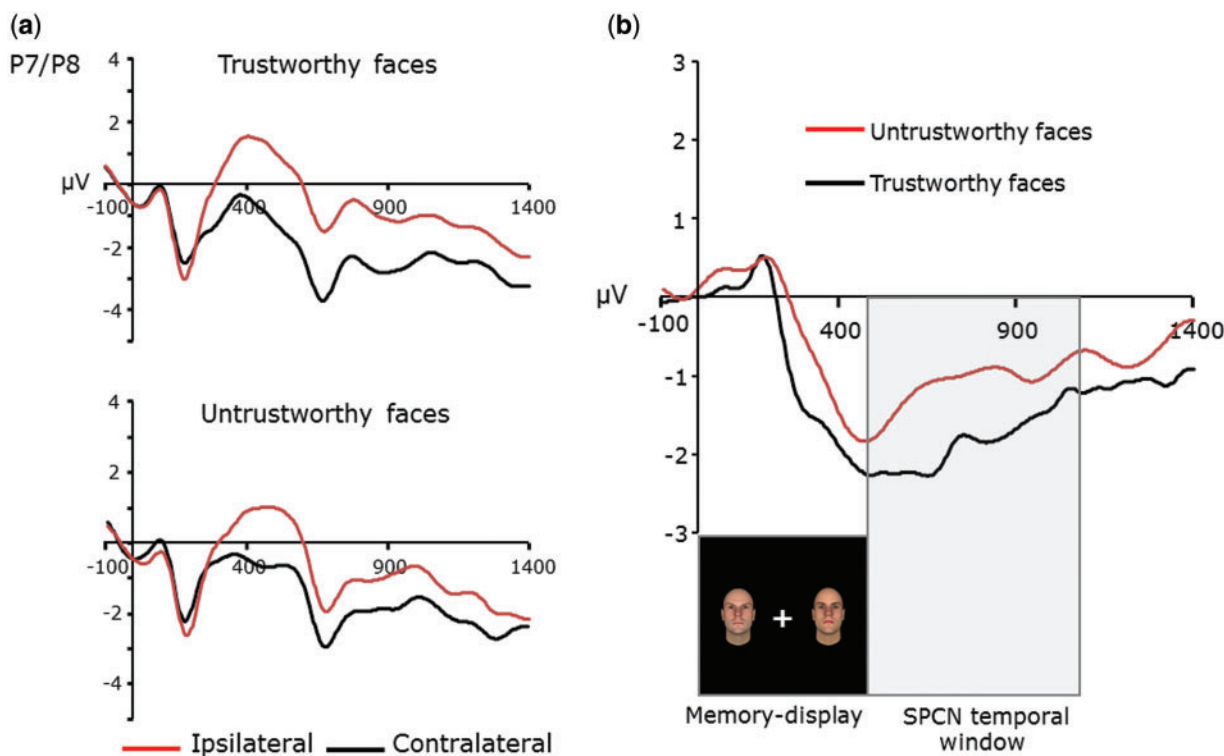 (a)
P7/P8
Trustworthy faces
4
2
µV
-100
400
900
1400
-2
-4
Untrustworthy faces
4
2
-100
400
900
1400
-2
-4
Ipsilateral
Contralateral
(b)
3
2
Untrustworthy faces
Trustworthy faces
1
µV
-100
400
900
1400
-1
-2
-3
+
Memory-display
SPCN temporal
window